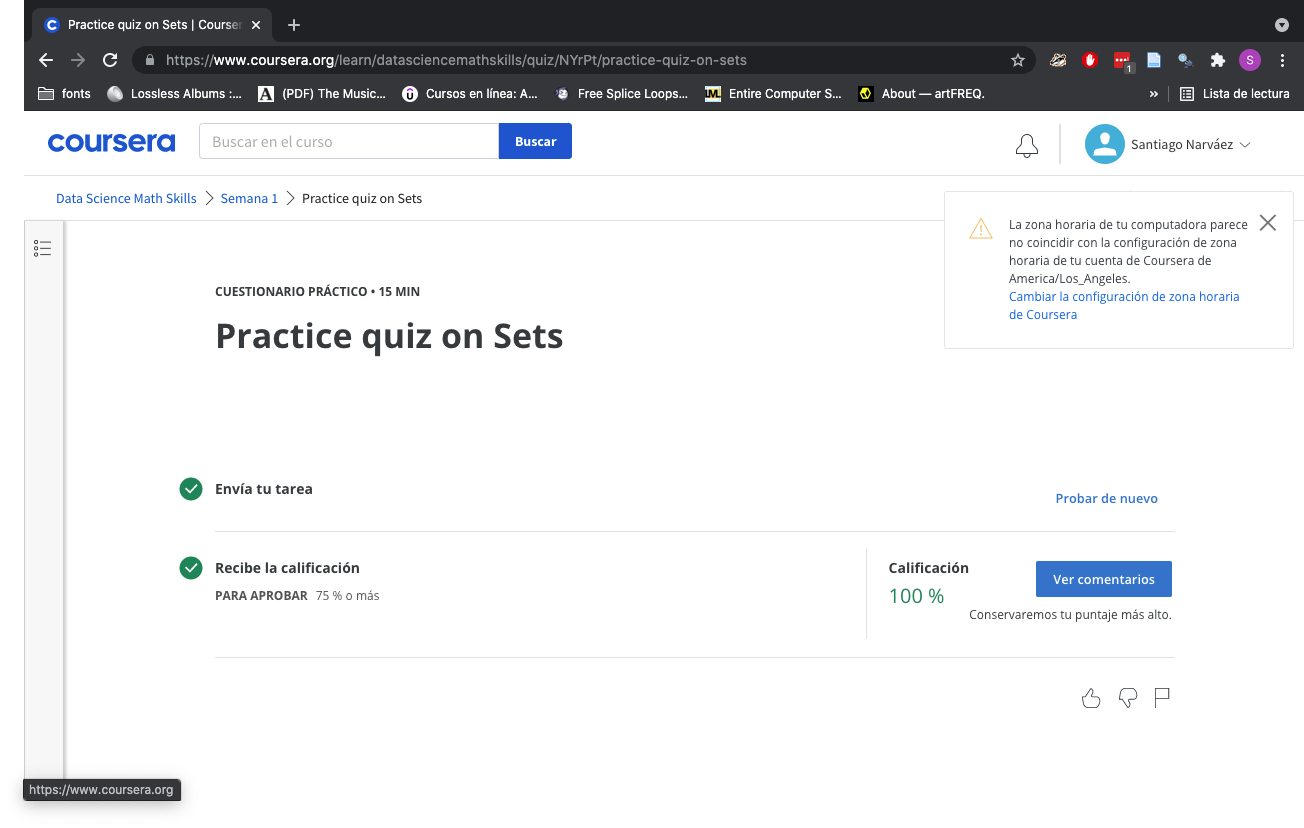 Practice quiz on Sets | Courser
https://www.coursera.org/learn/datasciencemathskills/quiz/NYrPt/practice-quiz-on-sets
1
S
fonts
Lossless Albums :...
(PDF) The Music...
Cursos en línea: A...
Free Splice Loops...
Entire Computer S...
About — artFREQ.
»
Lista de lectura
coursera
Buscar en el curso
Buscar
Santiago Narváez
Data Science Math Skills
Semana 1
Practice quiz on Sets
La zona horaria de tu computadora parece
no coincidir con la configuración de zona
horaria de tu cuenta de Coursera de
America/Los_Angeles.
Cambiar la configuración de zona horaria
de Coursera
CUESTIONARIO PRÁCTICO • 15 MIN
Practice quiz on Sets
Envía tu tarea
Probar de nuevo
Recibe la calificación
PARA APROBAR 75 % o más
Calificación
100 %
Ver comentarios
Conservaremos tu puntaje más alto.
https://www.coursera.org